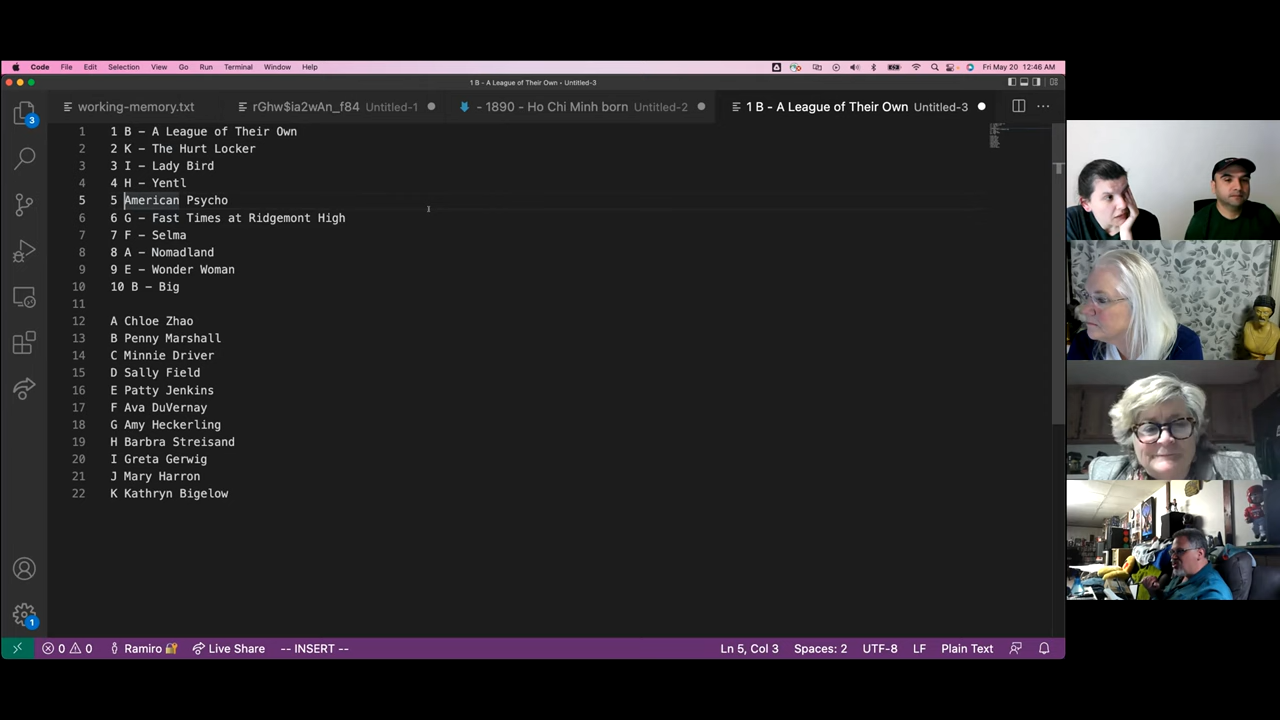 Code File Edit Selection View Go Run Terminal Window Help Fri May 20 12:46 AM
1 B - A League of Their Own • Untitled-3
working-memory.txt rGhw$ia2wAn_f84 Untitled-1 - 1890 - Ho Chi Minh born Untitled-2 1 B - A League of Their Own Untitled-3
1 1 B - A League of Their Own
2 2 K - The Hurt Locker
3 3 I - Lady Bird
4 4 H - Yentl
5 5 American Psycho
6 6 G - Fast Times at Ridgemont High
7 7 F - Selma
8 8 A - Nomadland
9 9 E - Wonder Woman
10 10 B - Big
11
12 A Chloe Zhao
13 B Penny Marshall
14 C Minnie Driver
15 D Sally Field
16 E Patty Jenkins
17 F Ava DuVernay
18 G Amy Heckerling
19 H Barbra Streisand
20 I Greta Gerwig
21 J Mary Harron
22 K Kathryn Bigelow
3
1
0 0 Ramiro Live Share -- INSERT -- Ln 5, Col 3 Spaces: 2 UTF-8 LF Plain Text